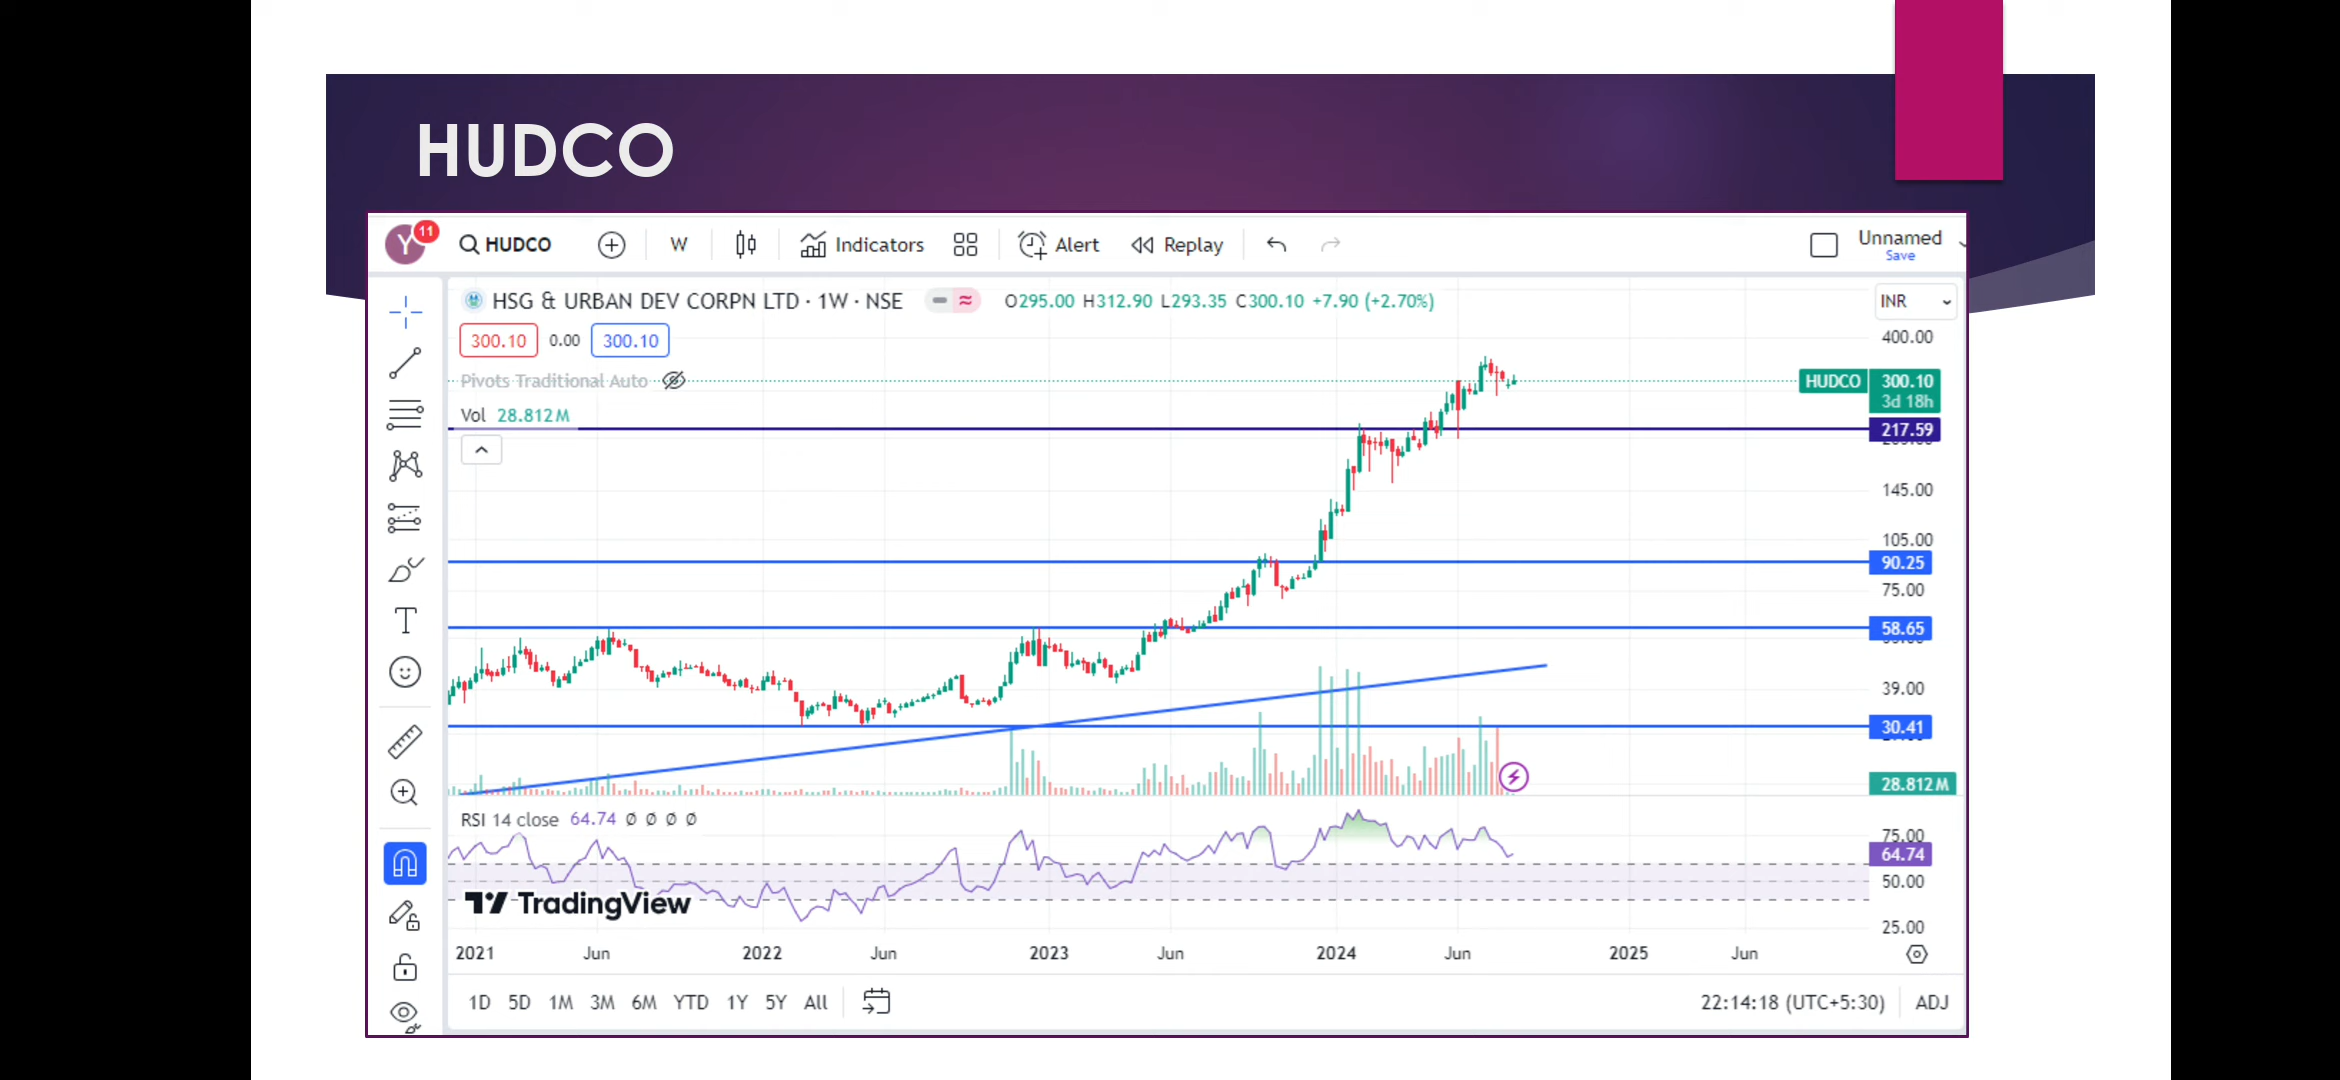 HUDCO
Y 11 HUDCO W Indicators Alert Replay Unnamed
Save
HSG & URBAN DEV CORPN LTD · 1W · NSE O295.00 H312.90 L293.35 C300.10 +7.90 (+2.70%) INR
300.10 0.00 300.10
400.00
Pivots Traditional Auto HUDCO 300.10
3d 18h
Vol 28.812M
217.59
145.00
105.00
90.25
75.00
58.65
39.00
30.41
28.812M
RSI 14 close 64.74 Ø Ø Ø Ø
75.00
64.74
50.00
TradingView
25.00
2021 Jun 2022 Jun 2023 Jun 2024 Jun 2025 Jun
1D 5D 1M 3M 6M YTD 1Y 5Y All 22:14:18 (UTC+5:30) ADJ